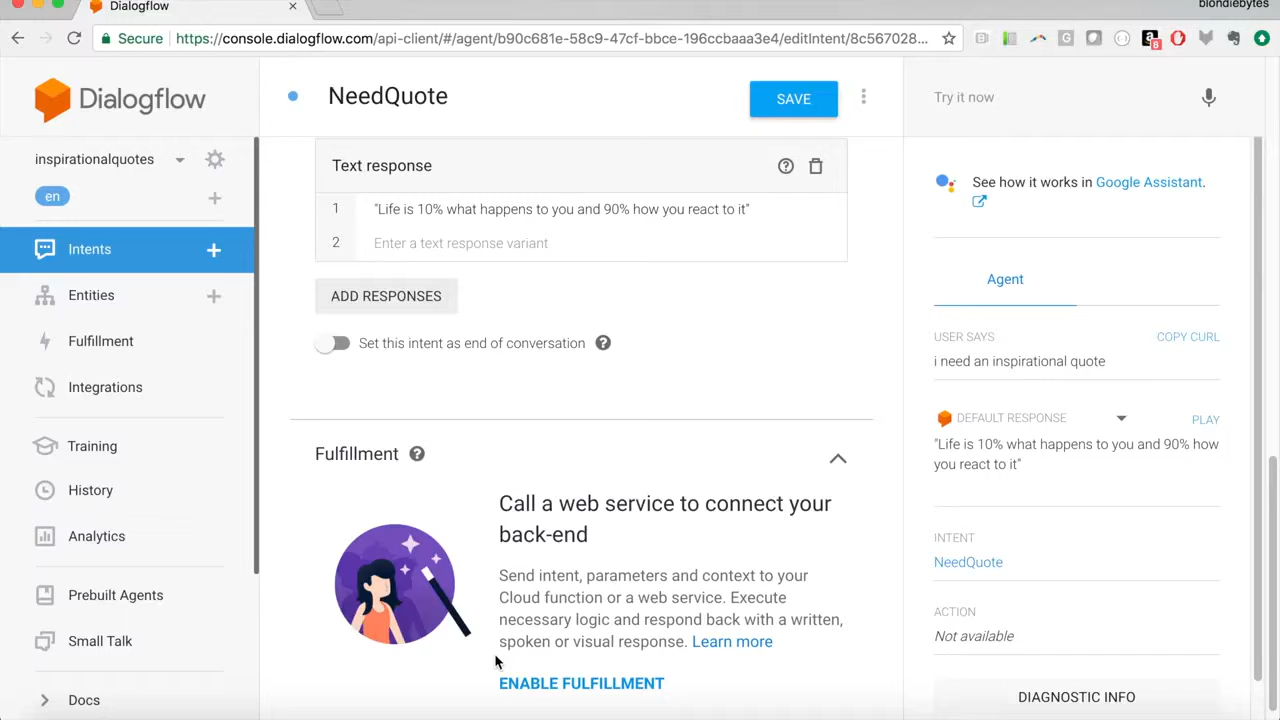 Dialogflow
blondiebytes
Secure
https://console.dialogflow.com/api-client/#/agent/b90c681e-58c9-47cf-bbce-196ccbaaa3e4/editIntent/8c567028...
G
a
8
Dialogflow
inspirationalquotes
en
Intents
Entities
Fulfillment
Integrations
Training
History
Analytics
Prebuilt Agents
Small Talk
Docs
NeedQuote
SAVE
Text response
1 "Life is 10% what happens to you and 90% how you react to it"
2 Enter a text response variant
ADD RESPONSES
Set this intent as end of conversation
Fulfillment
Call a web service to connect your
back-end
Send intent, parameters and context to your
Cloud function or a web service. Execute
necessary logic and respond back with a written,
spoken or visual response. Learn more
ENABLE FULFILLMENT
Try it now
See how it works in Google Assistant.
Agent
USER SAYS COPY CURL
i need an inspirational quote
DEFAULT RESPONSE PLAY
"Life is 10% what happens to you and 90% how
you react to it"
INTENT
NeedQuote
ACTION
Not available
DIAGNOSTIC INFO